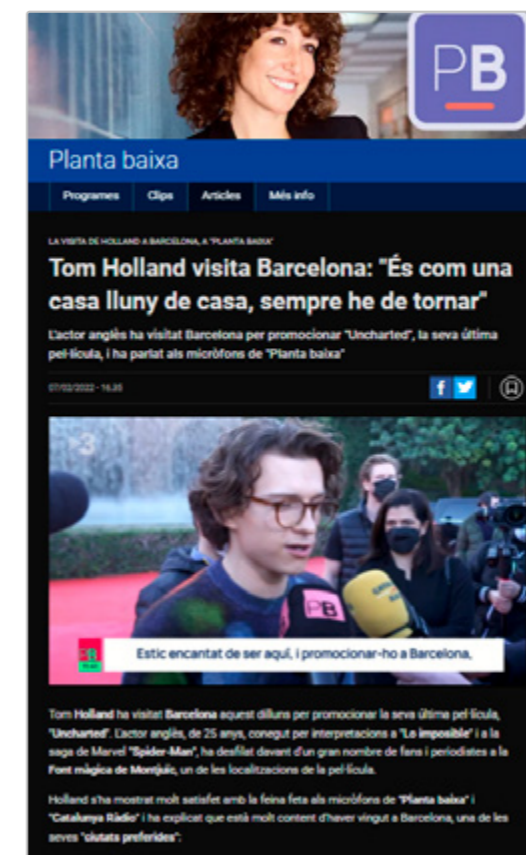 PB
Planta baixa
Programes Clips Articles Més info
LA VISITA DE HOLLAND A BARCELONA, A "PLANTA BAIXA"
Tom Holland visita Barcelona: "És com una
casa lluny de casa, sempre he de tornar"
L'actor anglès ha visitat Barcelona per promocionar "Uncharted", la seva última
pel·lícula, i ha parlat als micròfons de "Planta baixa"
07/02/2022 - 16.35
f
3
PB
PB
Estic encantat de ser aquí, i promocionar-ho a Barcelona,
Tom Holland ha visitat Barcelona aquest dilluns per promocionar la seva última pel·lícula,
"Uncharted". L'actor anglès, de 25 anys, conegut per interpretacions a "Lo imposible" i a la
saga de Marvel "Spider-Man", ha desfilat davant d'un gran nombre de fans i periodistes a la
Font màgica de Montjuïc, un de les localitzacions de la pel·lícula.
Holland s'ha mostrat molt satisfet amb la feina feta als micròfons de "Planta baixa" i
"Catalunya Ràdio" i ha explicat que està molt content d'haver vingut a Barcelona, una de les
seves "ciutats preferides":